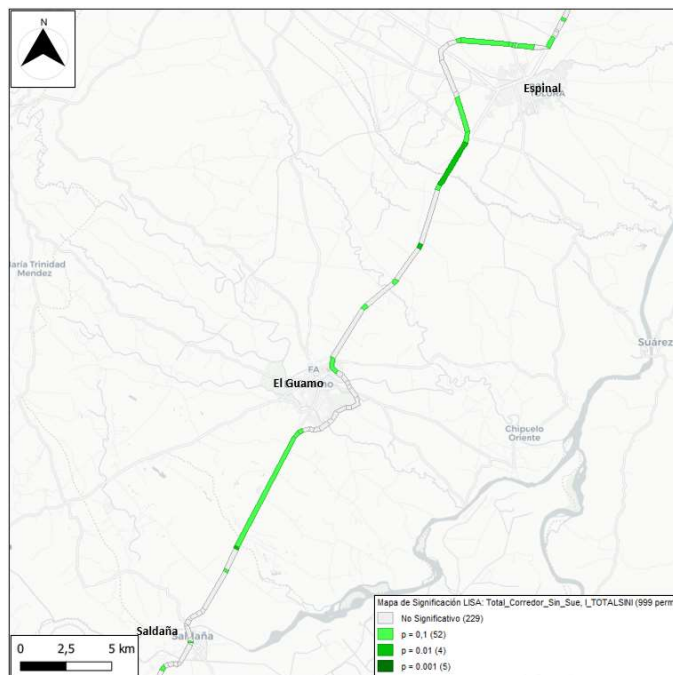 N
Espinal
TOLIMA
aría Trinidad
Mendez
Suárez
El Guamo
Chipuelo
Oriente
Saldaña
Saldaña
0 2,5 5 km
Mapa de Significación LISA: Total_Corredor_Sin_Sue, I_TOTALSINI (999 perm
No Significativo (229)
p = 0,1 (52)
p = 0.01 (4)
p = 0.001 (5)